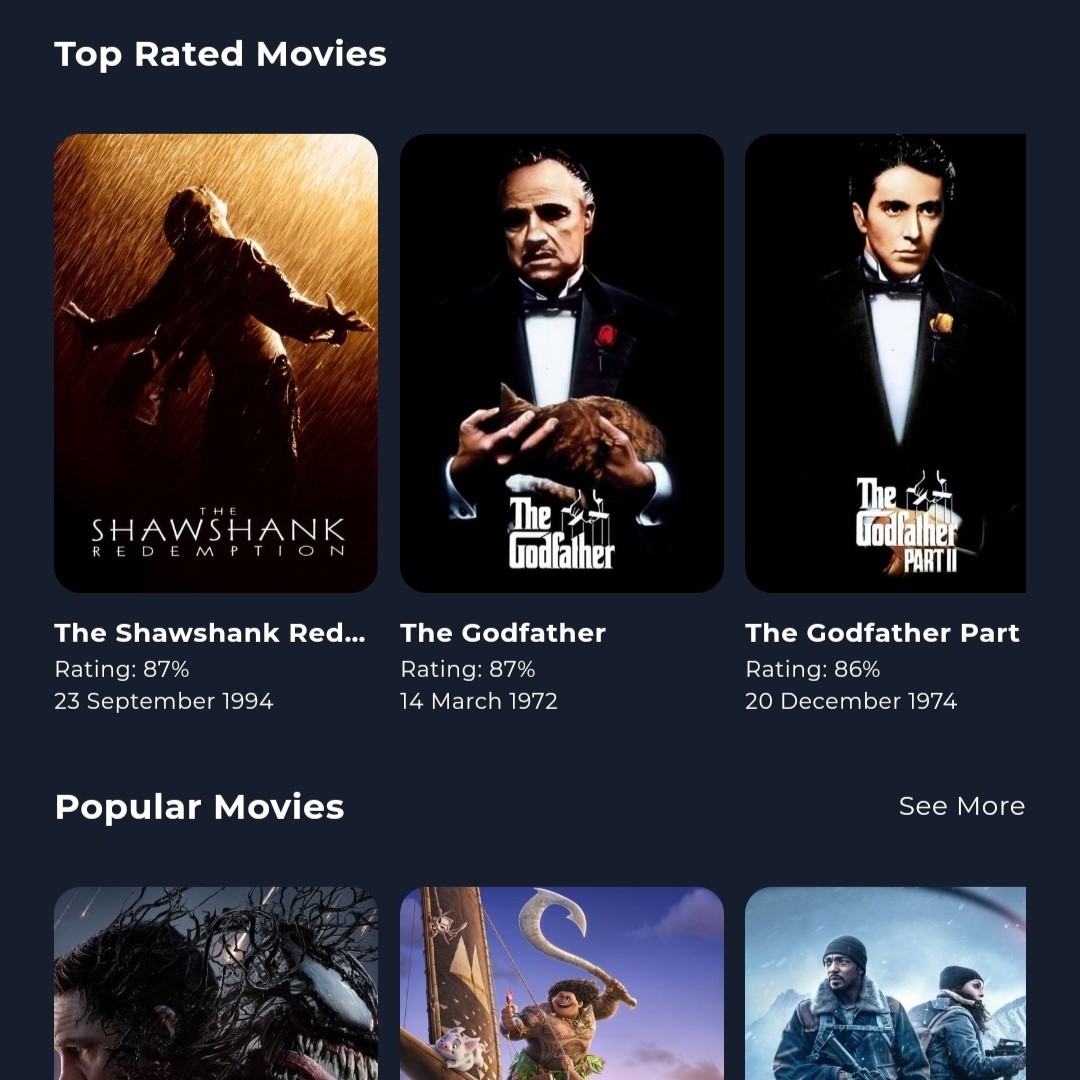 Top Rated Movies
THE
SHAWSHANK
REDEMPTION
The
Godfather
The
Godfather
PART II
The Shawshank Red...
Rating: 87%
23 September 1994
The Godfather
Rating: 87%
14 March 1972
The Godfather Part
Rating: 86%
20 December 1974
Popular Movies
See More